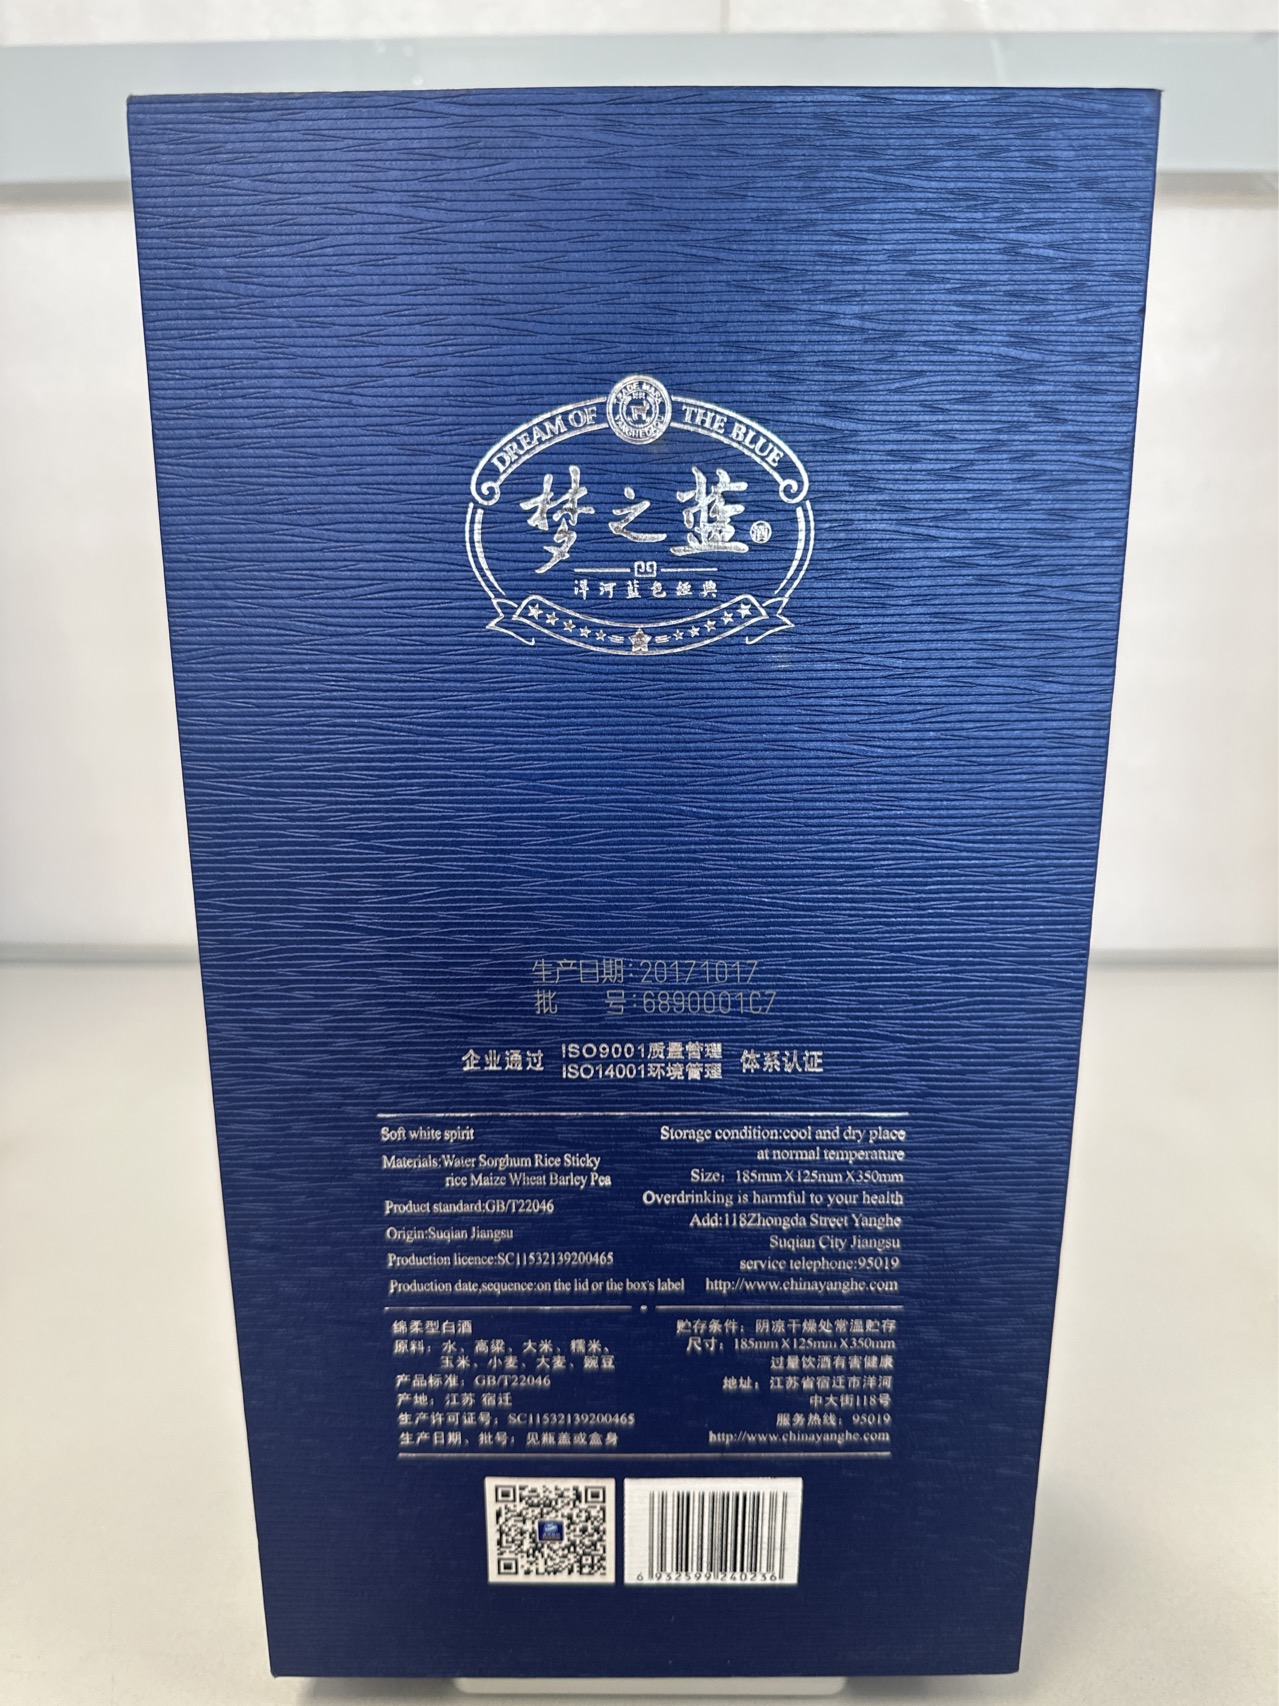 DREAM OF THE BLUE
TRADE MARK
梦之蓝
酒
洋河蓝色经典
生产日期:20171017
批 号:6890001C7
企业通过 ISO9001质量管理 体系认证
ISO14001环境管理
Soft white spirit
Materials:Water Sorghum Rice Sticky
rice Maize Wheat Barley Pea
Product standard:GB/T22046
Origin:Suqian Jiangsu
Production licence:SC11532139200465
Production date,sequence:on the lid or the box's label
Storage condition:cool and dry place
at normal temperature
Size: 185mm X125mm X350mm
Overdrinking is harmful to your health
Add:118Zhongda Street Yanghe
Suqian City Jiangsu
service telephone:95019
http://www.chinayanghe.com
绵柔型白酒
原料: 水、高粱、大米、糯米、
玉米、小麦、大麦、豌豆
产品标准: GB/T22046
产地: 江苏 宿迁
生产许可证号: SC11532139200465
生产日期、批号: 见瓶盖或盒身
贮存条件: 阴凉干燥处常温贮存
尺寸: 185mm X125mm X350mm
过量饮酒有害健康
地址: 江苏省宿迁市洋河
中大街118号
服务热线: 95019
http://www.chinayanghe.com
6 932599 240236